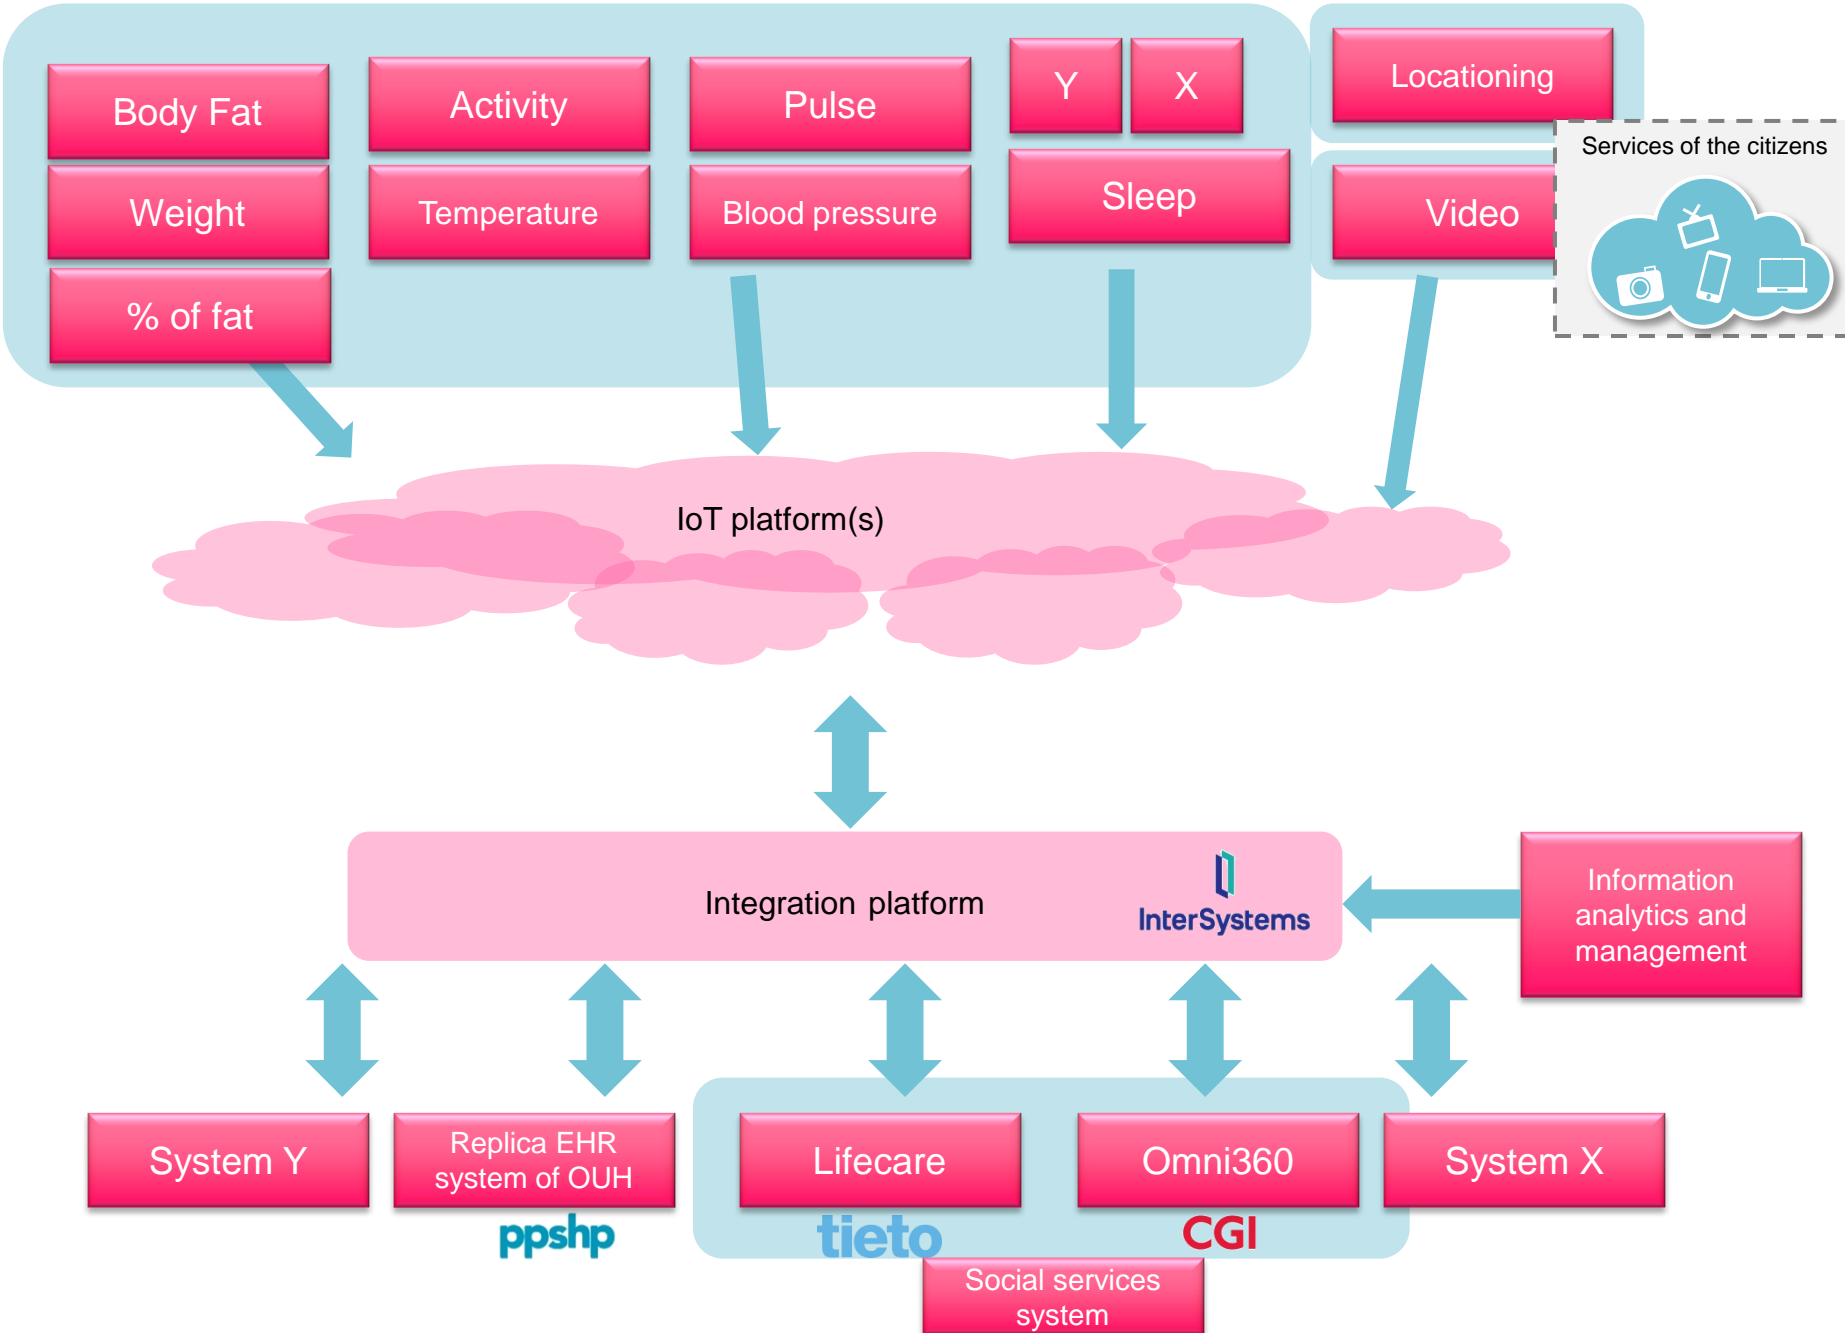 Body Fat
Activity
Pulse
Y
X
Locationing
Services of the citizens
Weight
Temperature
Blood pressure
Sleep
Video
% of fat
IoT platform(s)
Integration platform
InterSystems
Information
analytics and
management
System Y
Replica EHR
system of OUH
Lifecare
Omni360
System X
ppshp
tieto
CGI
Social services
system